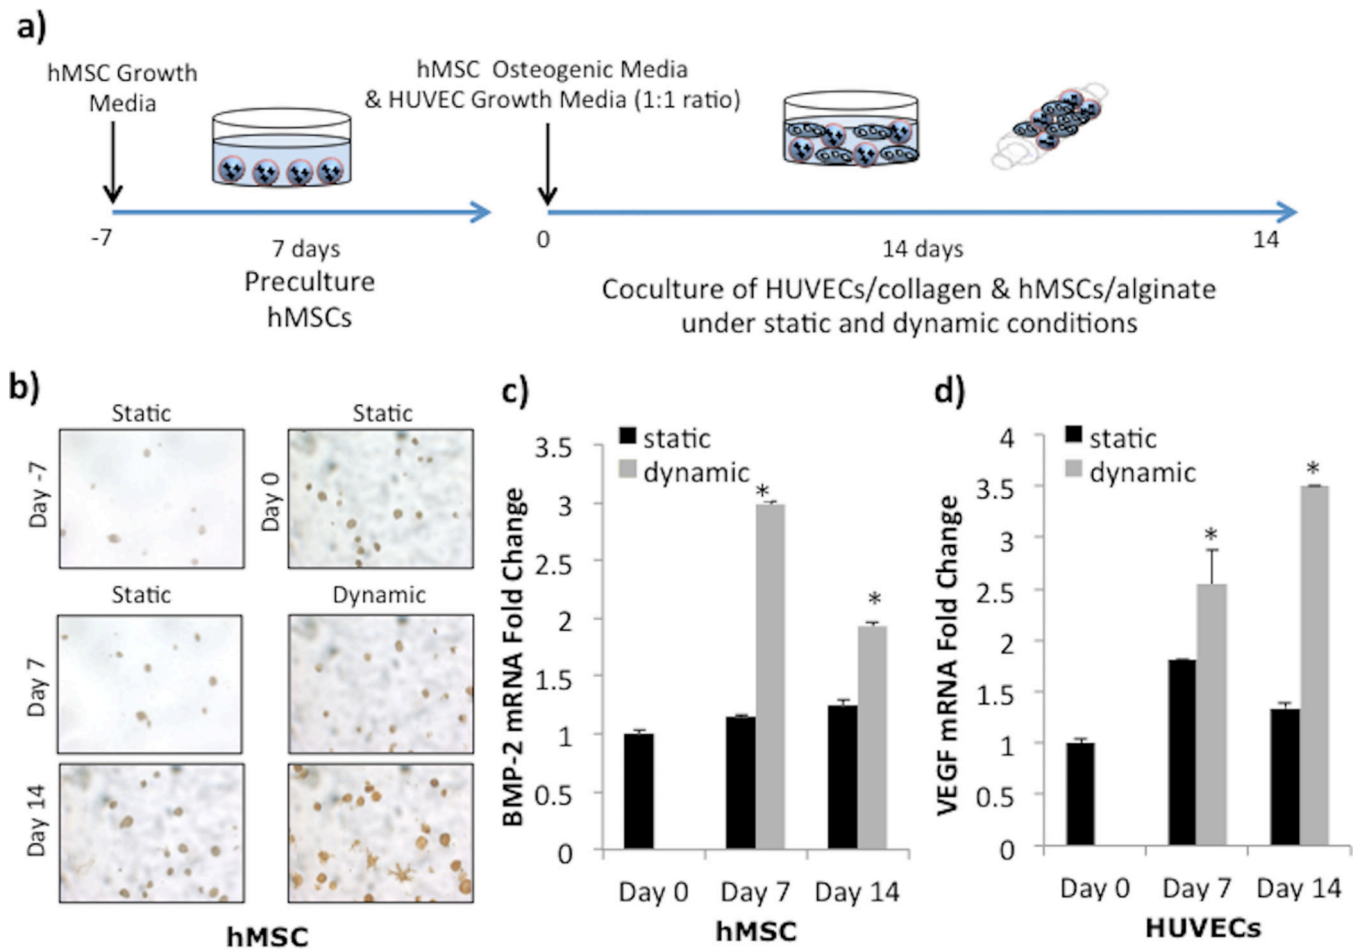 a)
hMSC Growth
Media
hMSC Osteogenic Media
& HUVEC Growth Media (1:1 ratio)
-7
7 days
Preculture
hMSCs
0
14 days
14
Coculture of HUVECs/collagen & hMSCs/alginate
under static and dynamic conditions
b)
Static
Static
Day -7
Day 0
Static
Dynamic
Day 7
Day 14
hMSC
c)
static
dynamic
BMP-2 mRNA Fold Change
3.5
3
2.5
2
1.5
1
0.5
0
*
*
Day 0
Day 7
Day 14
hMSC
d)
static
dynamic
VEGF mRNA Fold Change
4
3.5
3
2.5
2
1.5
1
0.5
0
*
*
Day 0
Day 7
Day 14
HUVECs